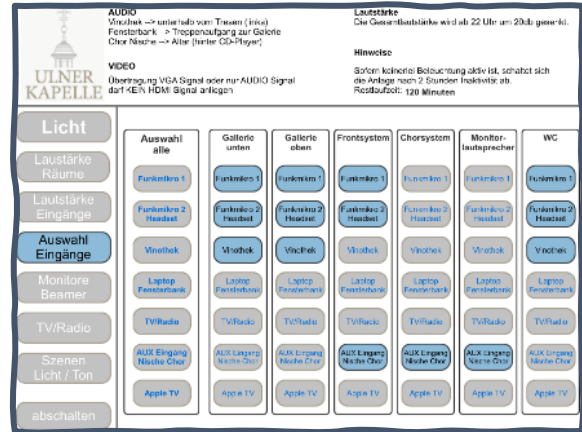 ULNER
KAPELLE
AUDIO
Vinothek --> unterhalb vom Tresen (links)
Fensterbank --> Treppenaufgang zur Galerie
Chor Nische --> Altar (hinter CD-Player)
VIDEO
Übertragung VGA Signal oder nur AUDIO Signal
darf KEIN HDMI Signal anliegen
Lautstärke
Die Gesamtlautstärke wird ab 22 Uhr um 20db gesenkt.
Hinweise
Sofern keinerlei Beleuchtung aktiv ist, schaltet sich
die Anlage nach 2 Stunden Inaktivität ab.
Restlaufzeit: 120 Minuten
Licht
Laustärke
Räume
Lautstärke
Eingänge
Auswahl
Eingänge
Monitore
Beamer
TV/Radio
Szenen
Licht / Ton
abschalten
Auswahl
alle
Funkmikro 1
Funkmikro 2
Vinothek
Laptop
Fensterbank
TV/Radio
AUX Eingang
Nische Chor
Apple TV
Gallerie
unten
Funkmikro 1
Funkmikro 2
Headset
Vinothek
Laptop
Fensterbank
TV/Radio
AUX Eingang
Nische Chor
Apple TV
Gallerie
oben
Funkmikro 1
Funkmikro 2
Headset
Vinothek
Laptop
Fensterbank
TV/Radio
AUX Eingang
Nische Chor
Apple TV
Frontsystem
Funkmikro 1
Funkmikro 2
Headset
Vinothek
Laptop
Fensterbank
TV/Radio
AUX Eingang
Nische Chor
Apple TV
Chorsystem
Funkmikro 1
Funkmikro 2
Headset
Vinothek
Laptop
Fensterbank
TV/Radio
AUX Eingang
Nische Chor
Apple TV
Monitor-
lautsprecher
Funkmikro 1
Funkmikro 2
Headset
Vinothek
Laptop
Fensterbank
TV/Radio
AUX Eingang
Nische Chor
Apple TV
WC
Funkmikro 1
Funkmikro 2
Headset
Vinothek
Laptop
Fensterbank
TV/Radio
AUX Eingang
Nische Chor
Apple TV